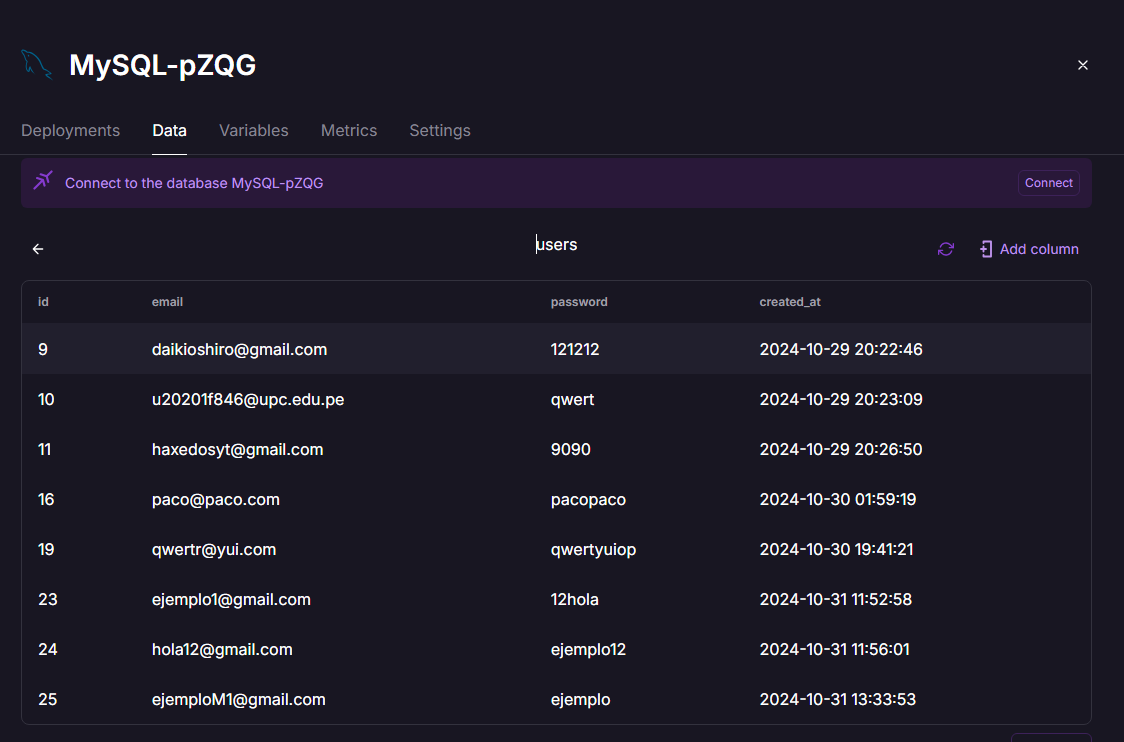 MySQL-pZQG
Deployments Data Variables Metrics Settings
Connect to the database MySQL-pZQG Connect
users Add column
id email password created_at
9 daikioshiro@gmail.com 121212 2024-10-29 20:22:46
10 u20201f846@upc.edu.pe qwert 2024-10-29 20:23:09
11 haxedosyt@gmail.com 9090 2024-10-29 20:26:50
16 paco@paco.com pacopaco 2024-10-30 01:59:19
19 qwertr@yui.com qwertyuiop 2024-10-30 19:41:21
23 ejemplo1@gmail.com 12hola 2024-10-31 11:52:58
24 hola12@gmail.com ejemplo12 2024-10-31 11:56:01
25 ejemploM1@gmail.com ejemplo 2024-10-31 13:33:53